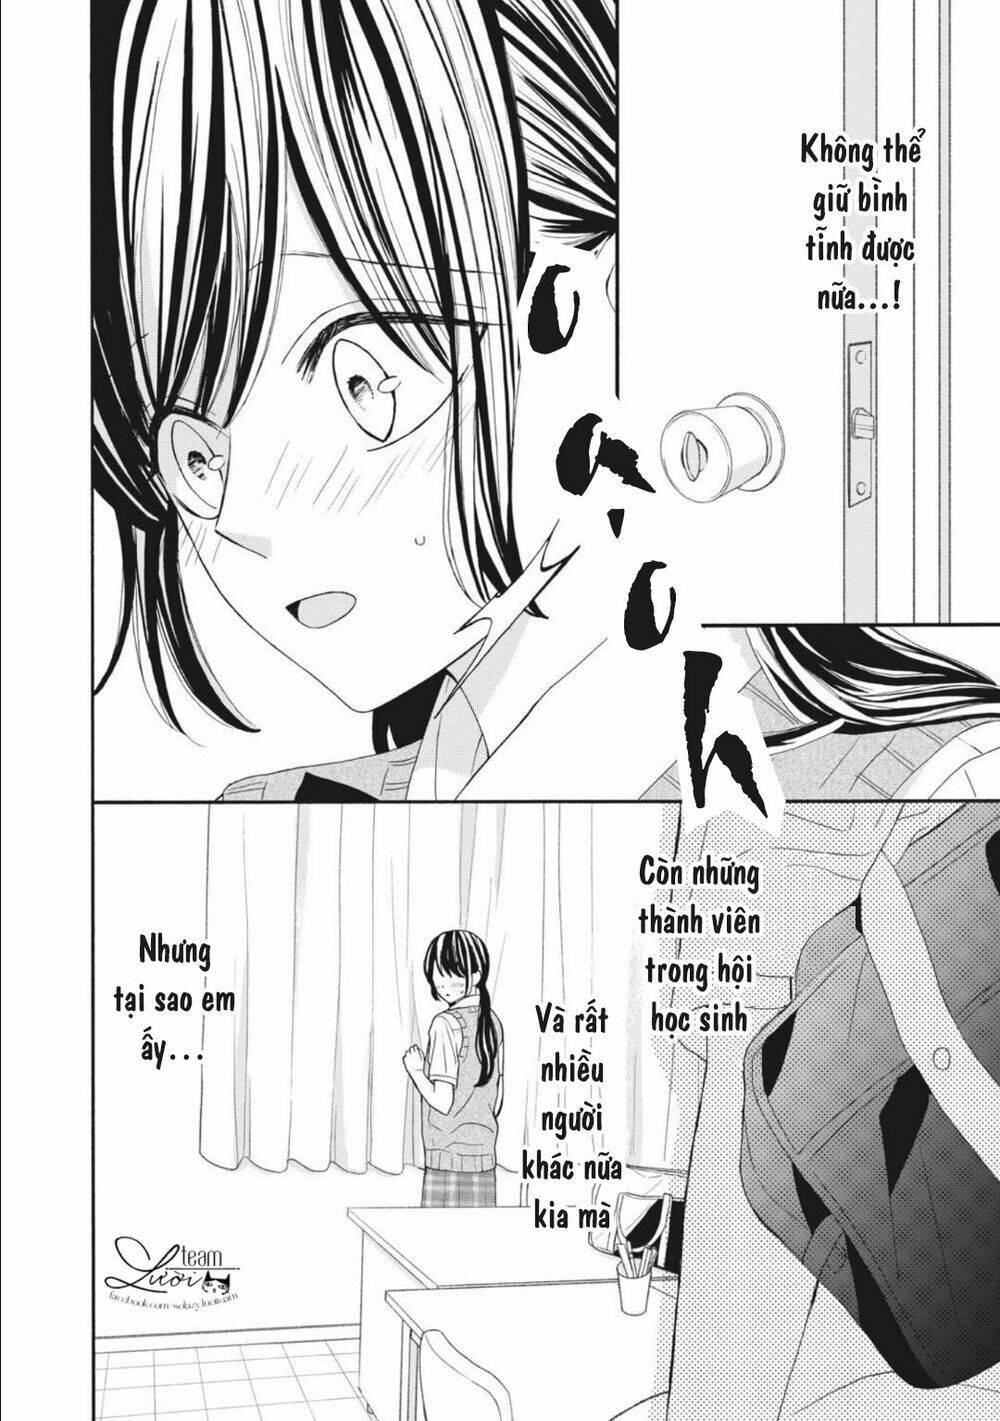 Không thể
giữ bình
tĩnh được
nữa...!
Còn những
thành viên
trong hội
học sinh
Và rất
nhiều
người
khác nữa
kia mà
Nhưng
tại sao em
ấy...
team
Lười